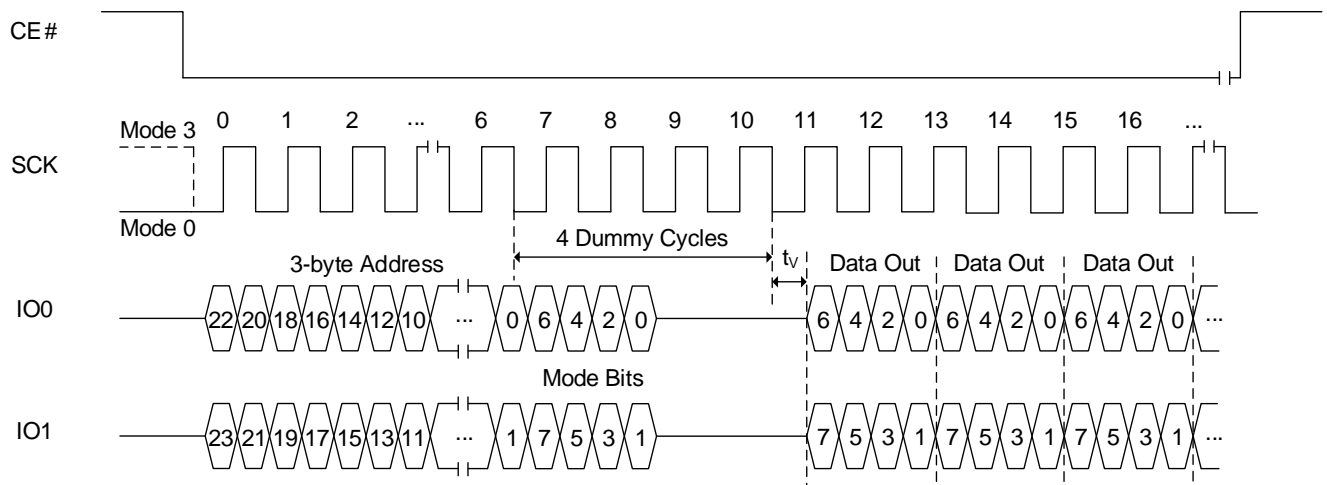 CE#
0 1 2 ... 6 7 8 9 10 11 12 13 14 15 16 ...
Mode 3
SCK
Mode 0
4 Dummy Cycles
3-byte Address
tV
Data Out Data Out Data Out
IO0
22 20 18 16 14 12 10 ... 0 6 4 2 0 6 4 2 0 6 4 2 0 6 4 2 0 ...
Mode Bits
IO1
23 21 19 17 15 13 11 ... 1 7 5 3 1 7 5 3 1 7 5 3 1 7 5 3 1 ...